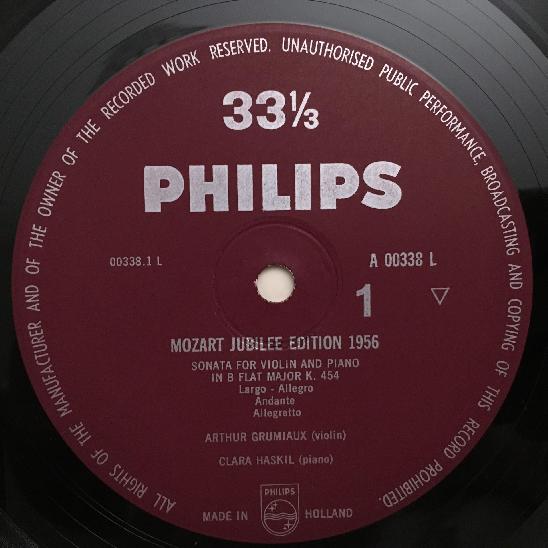 ALL RIGHTS OF THE MANUFACTURER AND OF THE OWNER OF THE RECORDED WORK RESERVED. UNAUTHORISED PUBLIC PERFORMANCE, BROADCASTING AND COPYING OF THIS RECORD PROHIBITED.
33⅓
PHILIPS
00338.1 L
A 00338 L
1
MOZART JUBILEE EDITION 1956
SONATA FOR VIOLIN AND PIANO
IN B FLAT MAJOR K. 454
Largo - Allegro
Andante
Allegretto
ARTHUR GRUMIAUX (violin)
CLARA HASKIL (piano)
PHILIPS
MADE IN HOLLAND